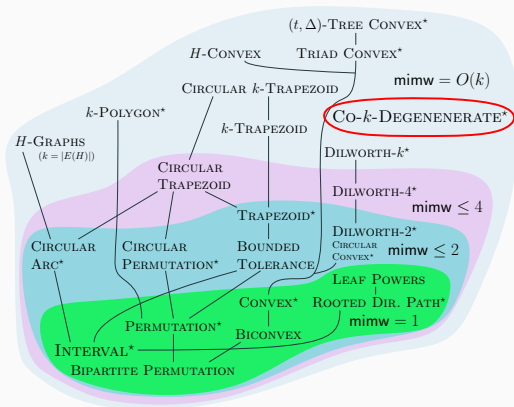 (t, Δ)-Tree Convex*
H-Convex
Triad Convex*
Circular k-Trapezoid
mimw = O(k)
k-Polygon*
Co-k-Degenenerate*
k-Trapezoid
H-Graphs
(k = |E(H)|)
Dilworth-k*
Circular
Trapezoid
Dilworth-4*
mimw ≤ 4
Trapezoid*
Dilworth-2*
Circular
Arc*
Circular
Permutation*
Bounded
Tolerance
Circular
Convex*
mimw ≤ 2
Leaf Powers
Convex*
Rooted Dir. Path*
Permutation*
mimw = 1
Biconvex
Interval*
Bipartite Permutation